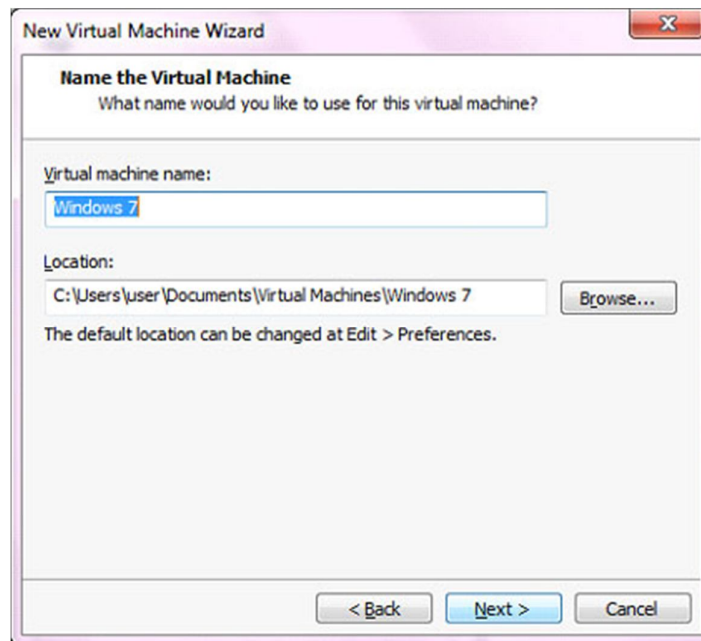 New Virtual Machine Wizard
Name the Virtual Machine
What name would you like to use for this virtual machine?
Virtual machine name:
Windows 7
Location:
C:\Users\user\Documents\Virtual Machines\Windows 7
Browse...
The default location can be changed at Edit > Preferences.
< Back Next > Cancel